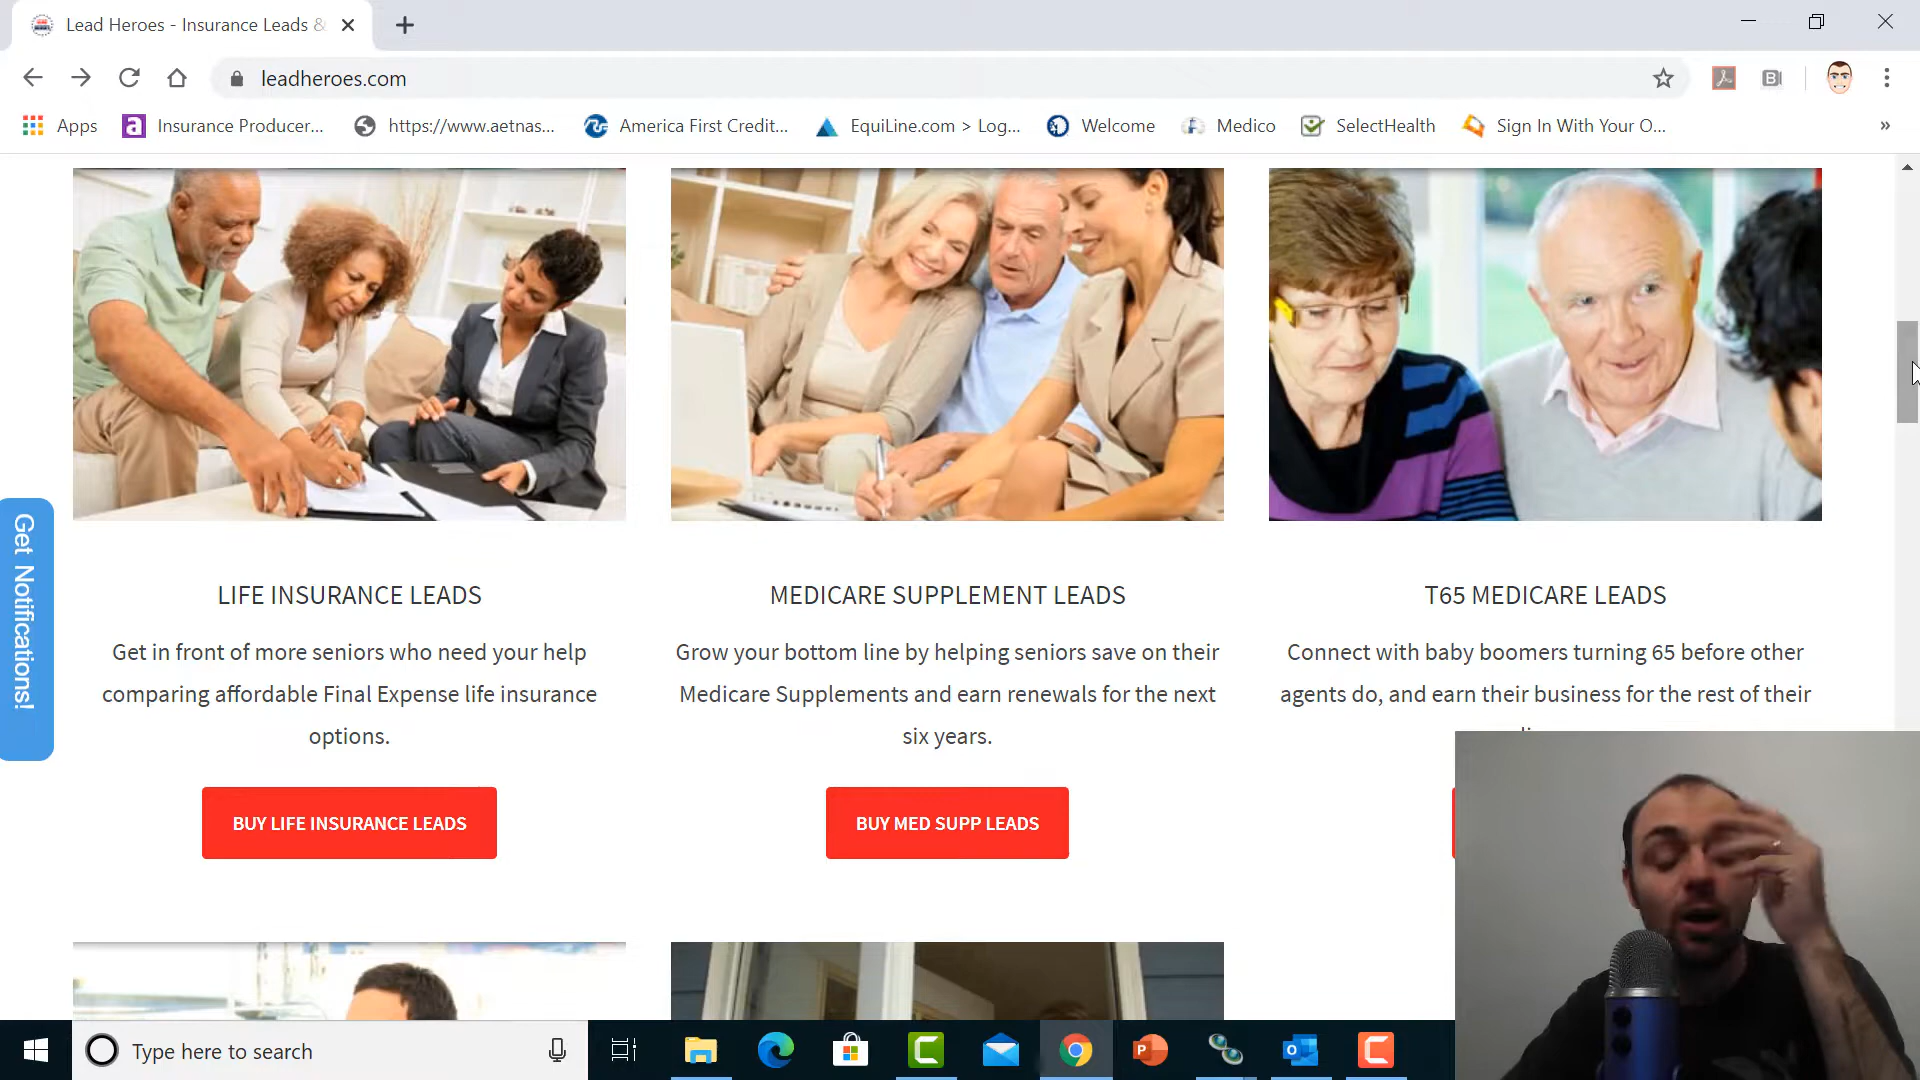 Lead Heroes - Insurance Leads &
leadheroes.com
Apps
Insurance Producer...
https://www.aetnas...
America First Credit...
EquiLine.com > Log...
Welcome
Medico
SelectHealth
Sign In With Your O...
»
Get Notifications!
LIFE INSURANCE LEADS
Get in front of more seniors who need your help
comparing affordable Final Expense life insurance
options.
BUY LIFE INSURANCE LEADS
MEDICARE SUPPLEMENT LEADS
Grow your bottom line by helping seniors save on their
Medicare Supplements and earn renewals for the next
six years.
BUY MED SUPP LEADS
T65 MEDICARE LEADS
Connect with baby boomers turning 65 before other
agents do, and earn their business for the rest of their
Type here to search